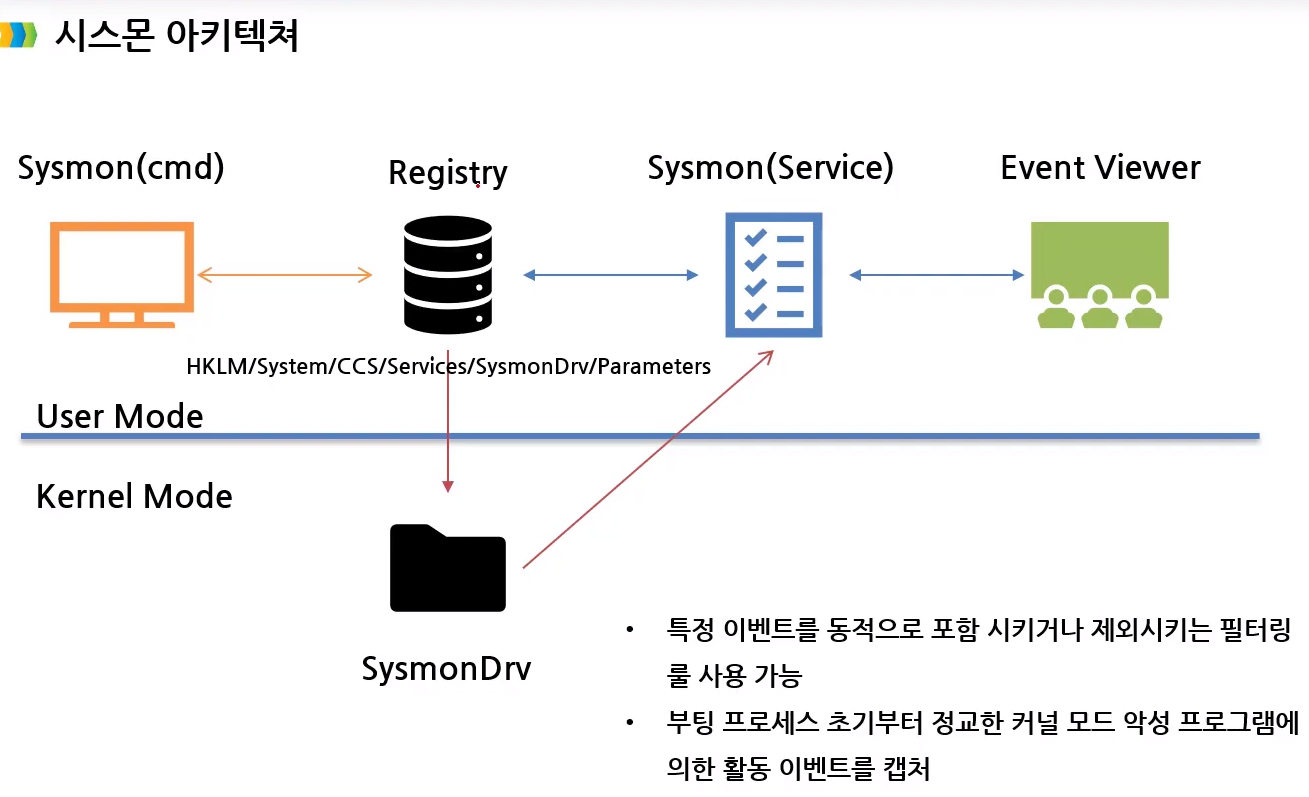 시스몬 아키텍쳐
Sysmon(cmd)
Registry
Sysmon(Service)
Event Viewer
HKLM/System/CCS/Services/SysmonDrv/Parameters
User Mode
Kernel Mode
SysmonDrv
• 특정 이벤트를 동적으로 포함 시키거나 제외시키는 필터링
룰 사용 가능
• 부팅 프로세스 초기부터 정교한 커널 모드 악성 프로그램에
의한 활동 이벤트를 캡처